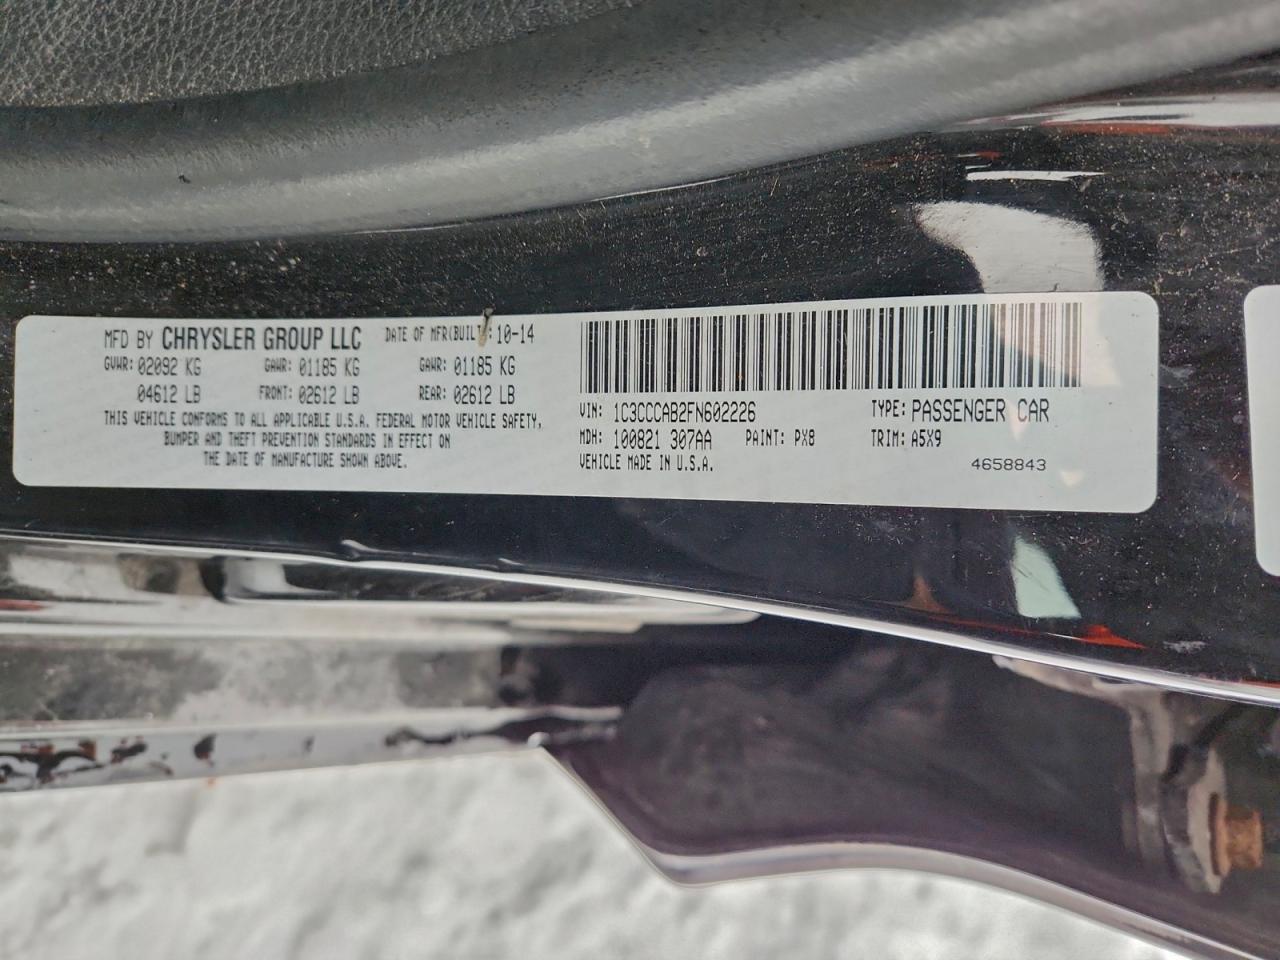 MFD BY CHRYSLER GROUP LLC DATE OF MFR(BUILT): 10-14
GVWR: 02092 KG GAWR: 01185 KG GAWR: 01185 KG
04612 LB FRONT: 02612 LB REAR: 02612 LB
THIS VEHICLE CONFORMS TO ALL APPLICABLE U.S.A. FEDERAL MOTOR VEHICLE SAFETY,
BUMPER AND THEFT PREVENTION STANDARDS IN EFFECT ON
THE DATE OF MANUFACTURE SHOWN ABOVE.
VIN: 1C3CCCAB2FN602226 TYPE: PASSENGER CAR
MDH: 100821 307AA PAINT: PX8 TRIM: A5X9
VEHICLE MADE IN U.S.A. 4658843